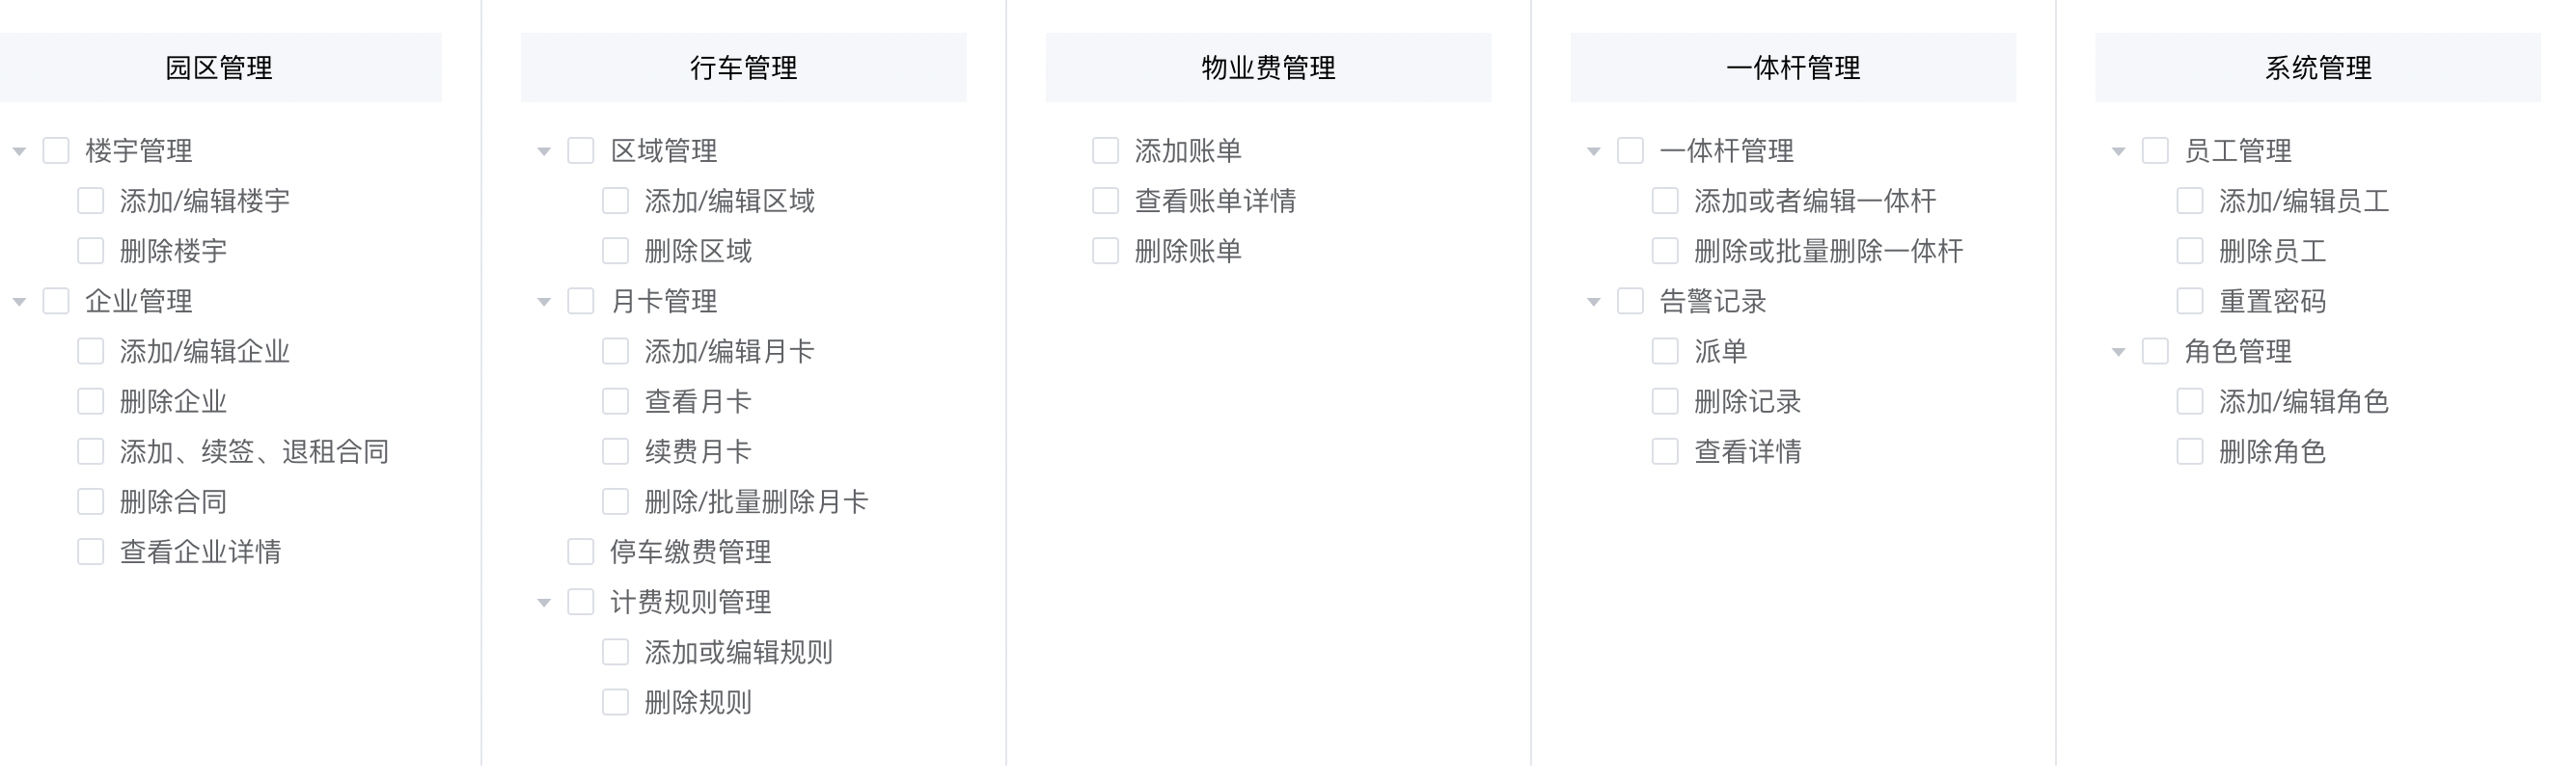 园区管理
楼宇管理
添加/编辑楼宇
删除楼宇
企业管理
添加/编辑企业
删除企业
添加、续签、退租合同
删除合同
查看企业详情
行车管理
区域管理
添加/编辑区域
删除区域
月卡管理
添加/编辑月卡
查看月卡
续费月卡
删除/批量删除月卡
停车缴费管理
计费规则管理
添加或编辑规则
删除规则
物业费管理
添加账单
查看账单详情
删除账单
一体杆管理
一体杆管理
添加或者编辑一体杆
删除或批量删除一体杆
告警记录
派单
删除记录
查看详情
系统管理
员工管理
添加/编辑员工
删除员工
重置密码
角色管理
添加/编辑角色
删除角色